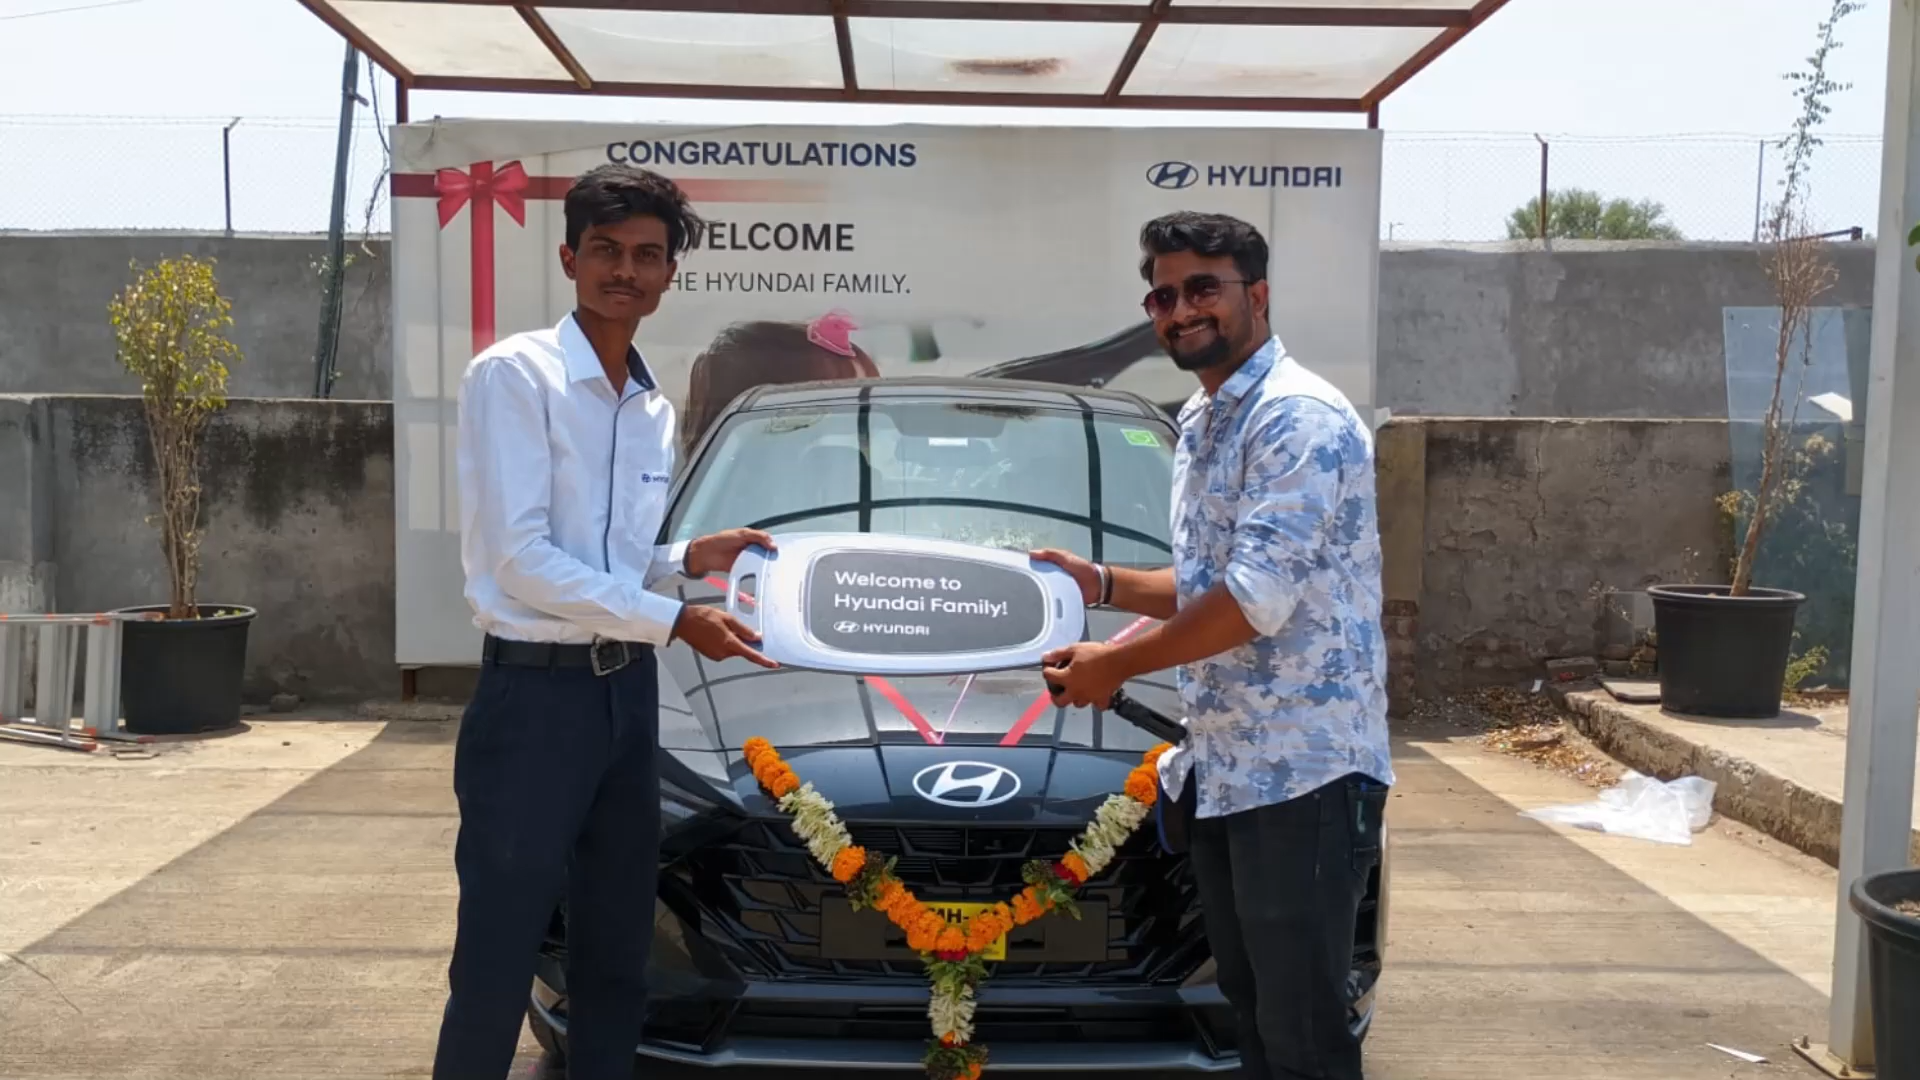 CONGRATULATIONS
HYUNDAI
WELCOME
HE HYUNDAI FAMILY.
Welcome to
Hyundai Family!
HYUNDAI
MH-